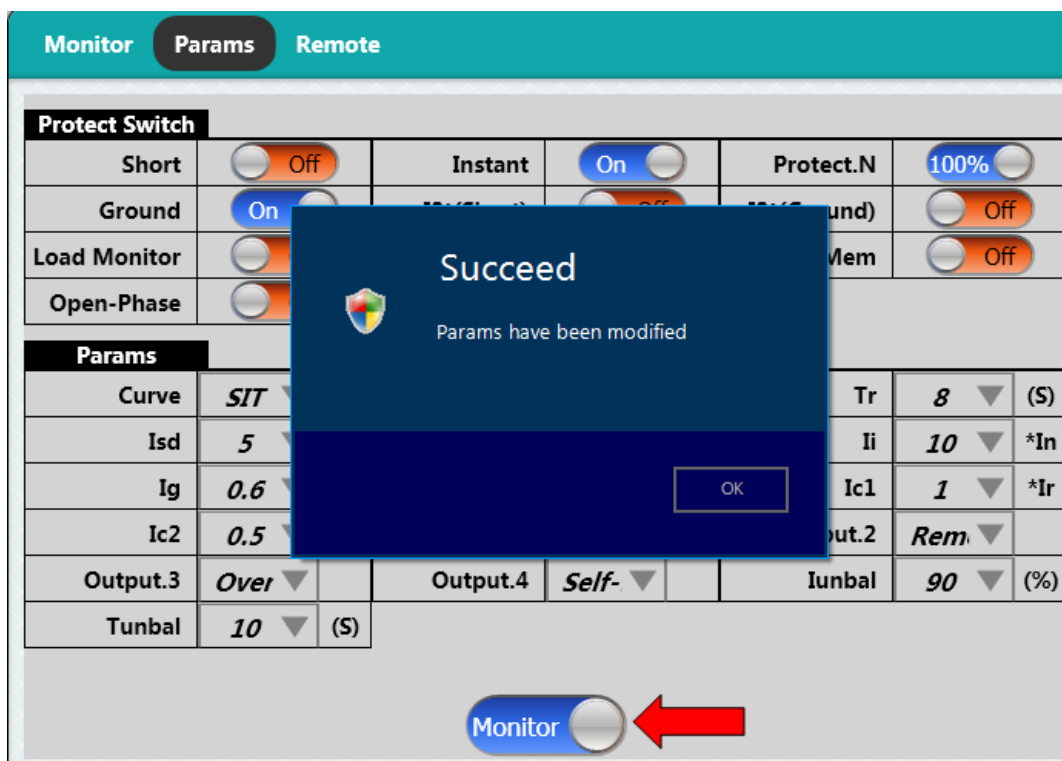 Monitor Params Remote
Protect Switch
Short Off Instant On Protect.N 100%
Ground On Off Off
Load Monitor Off
Open-Phase
Succeed
Params have been modified
OK
Params
Curve SIT Tr 8 (S)
Isd 5 Ii 10 *In
Ig 0.6 Ic1 1 *Ir
Ic2 0.5
Output.3 Over Output.4 Self- Iunbal 90 (%)
Tunbal 10 (S)
Monitor